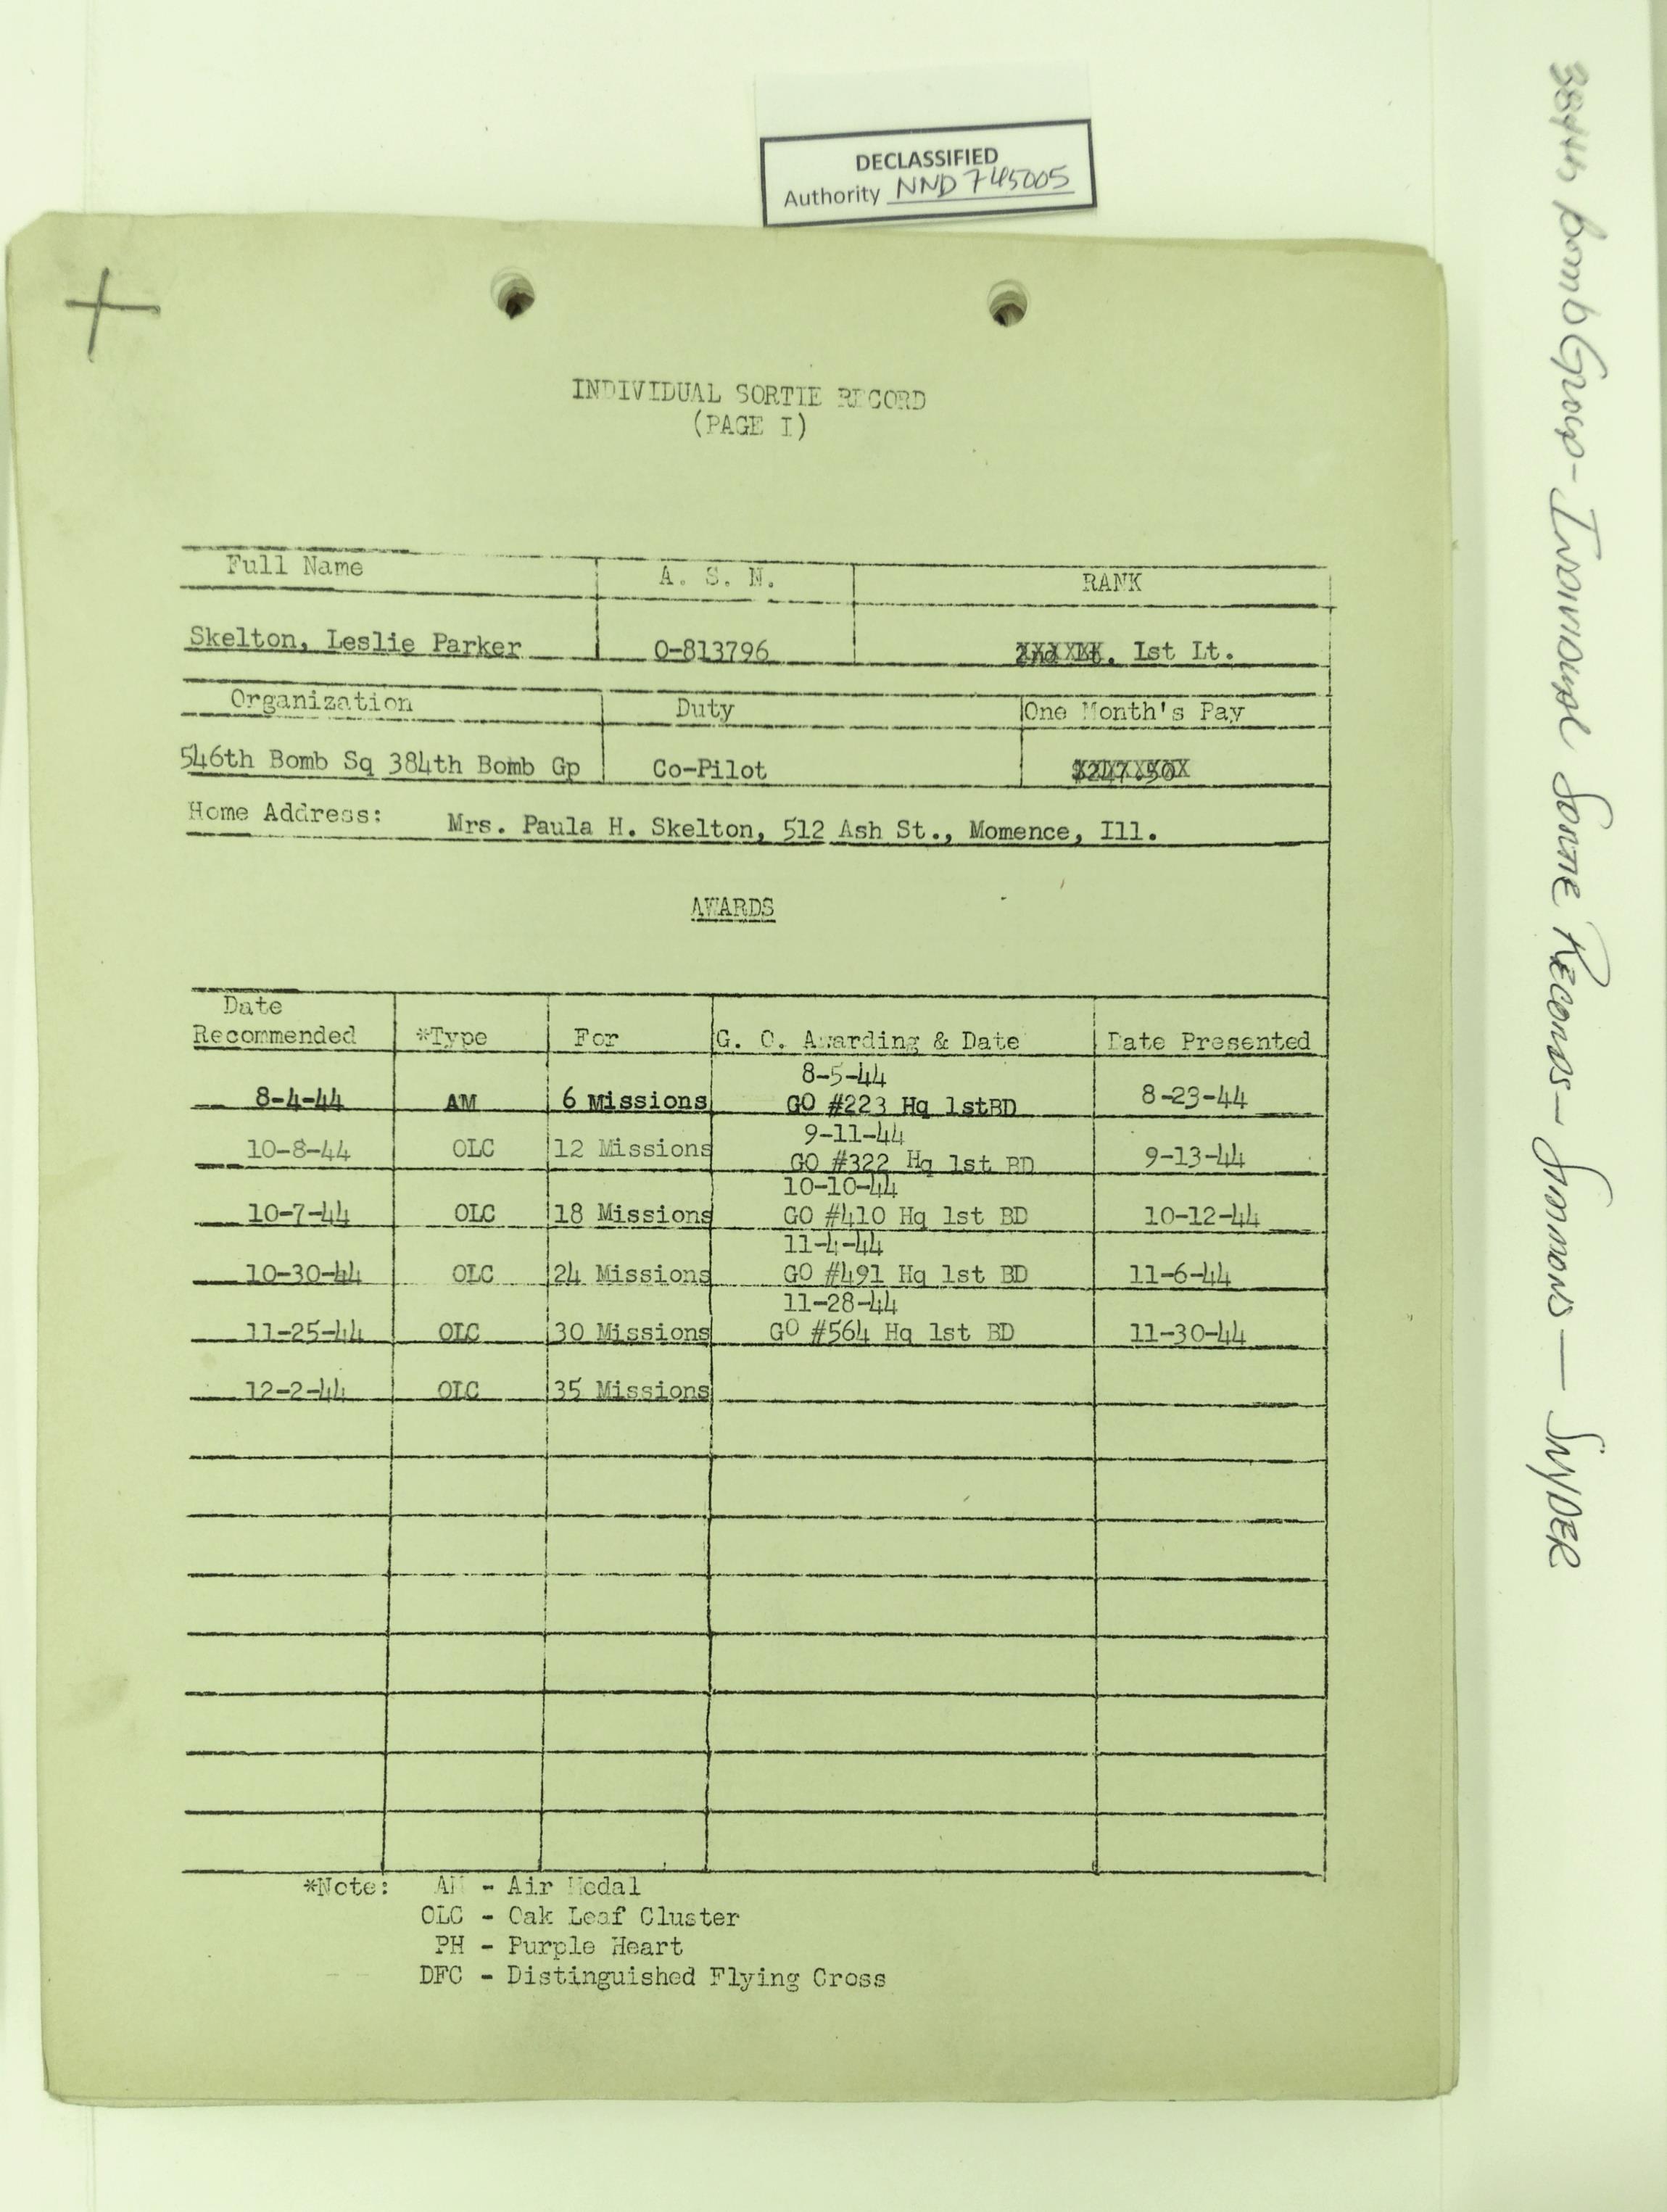 DECLASSIFIED
Authority NND 745005
INDIVIDUAL SORTIE RECORD
(PAGE I)
Full Name A. S. N. RANK
Skelton, Leslie Parker 0-813796 2nd Lt. Ist Lt.
Organization Duty One Month's Pay
546th Bomb Sq 384th Bomb Gp Co-Pilot $247.50
Home Address: Mrs. Paula H. Skelton, 512 Ash St., Momence, Ill.
AWARDS
Date
Recommended *Type For G. O. Awarding & Date Date Presented
8-5-44
8-4-44 AM 6 Missions GO #223 Hq 1stBD 8-23-44
9-11-44
10-8-44 OLC 12 Missions GO #322 Hq 1st BD 9-13-44
10-10-44
10-7-44 OLC 18 Missions GO #410 Hq 1st BD 10-12-44
11-4-44
10-30-44 OLC 24 Missions GO #491 Hq 1st BD 11-6-44
11-28-44
11-25-44 OLC 30 Missions GO #564 Hq 1st BD 11-30-44
12-2-44 OLC 35 Missions
*Note: AM - Air Medal
OLC - Oak Leaf Cluster
PH - Purple Heart
DFC - Distinguished Flying Cross
384th Bomb Group - Individual Sortie Records - Simmons - Snyder